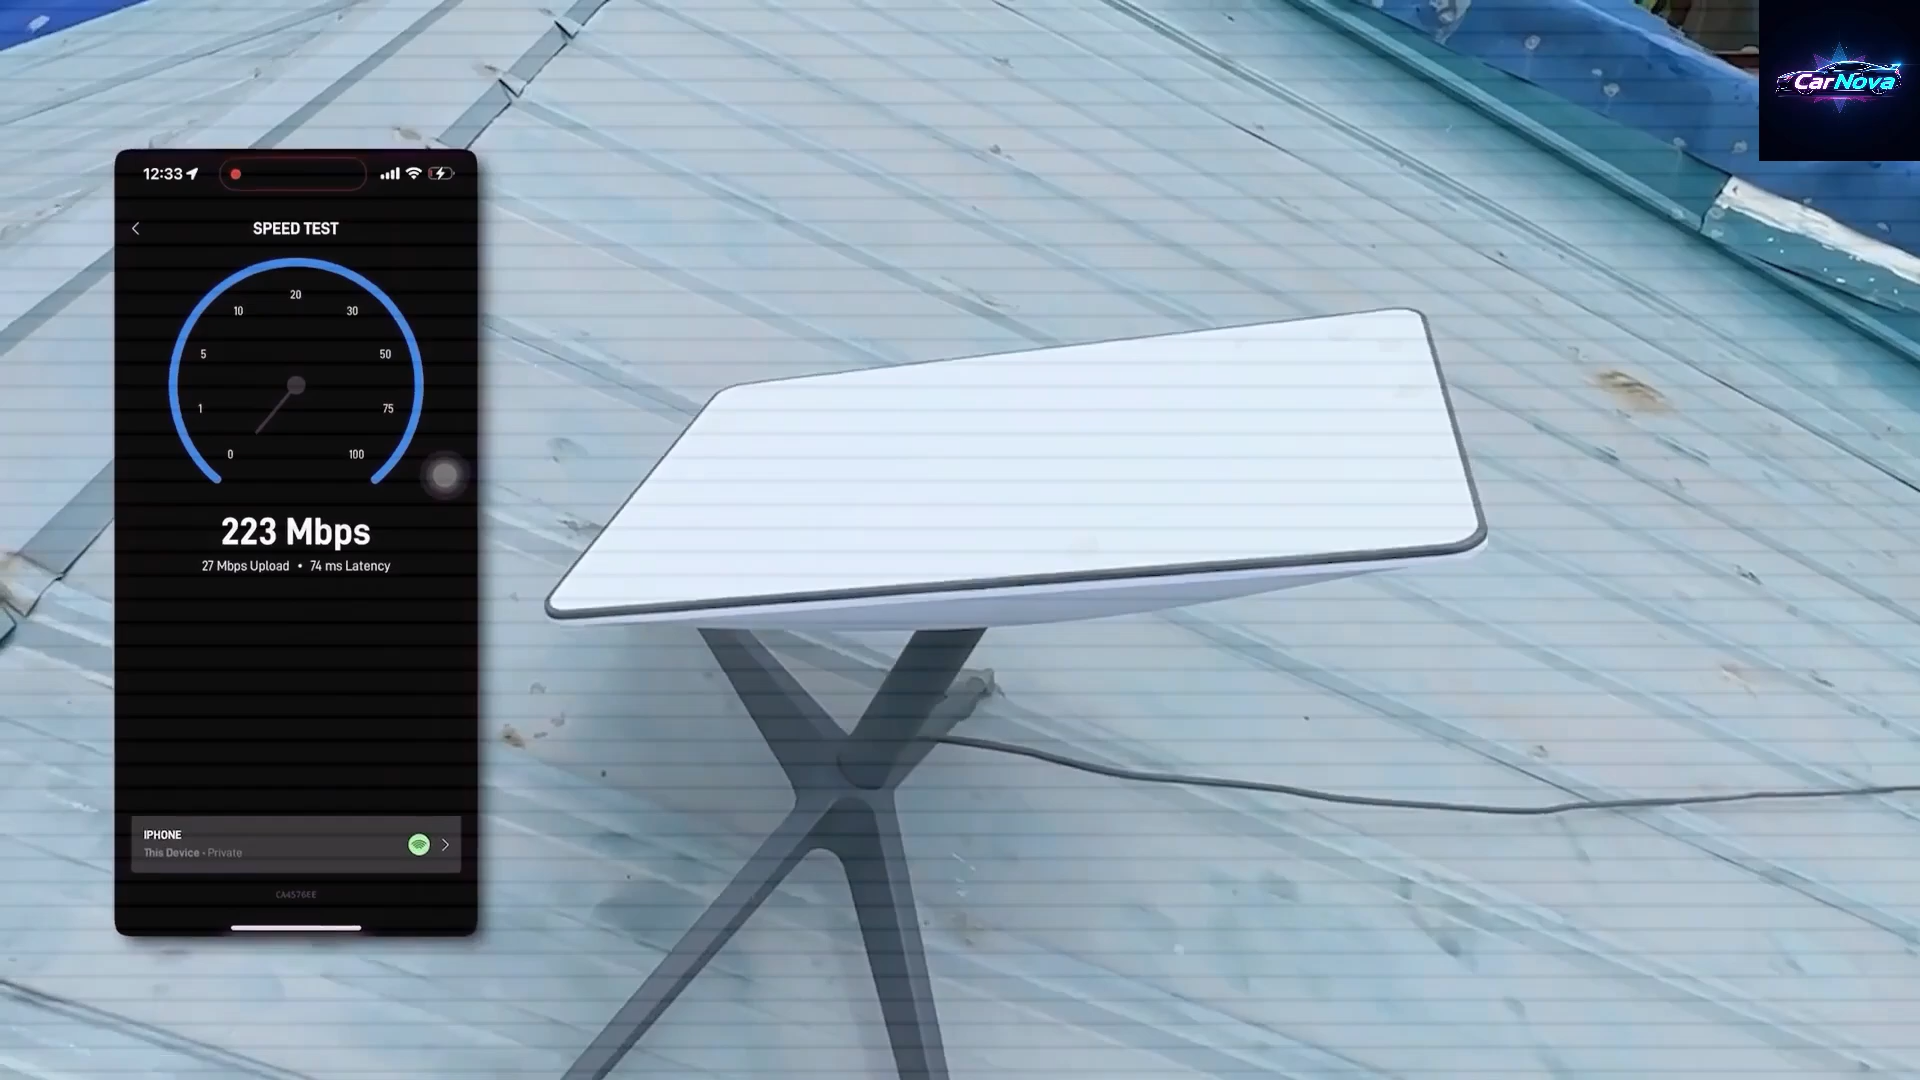 CarNova
12:33
SPEED TEST
20
10
30
5
50
1
75
0
100
223 Mbps
27 Mbps Upload • 74 ms Latency
IPHONE
This Device • Private
CA4576EE